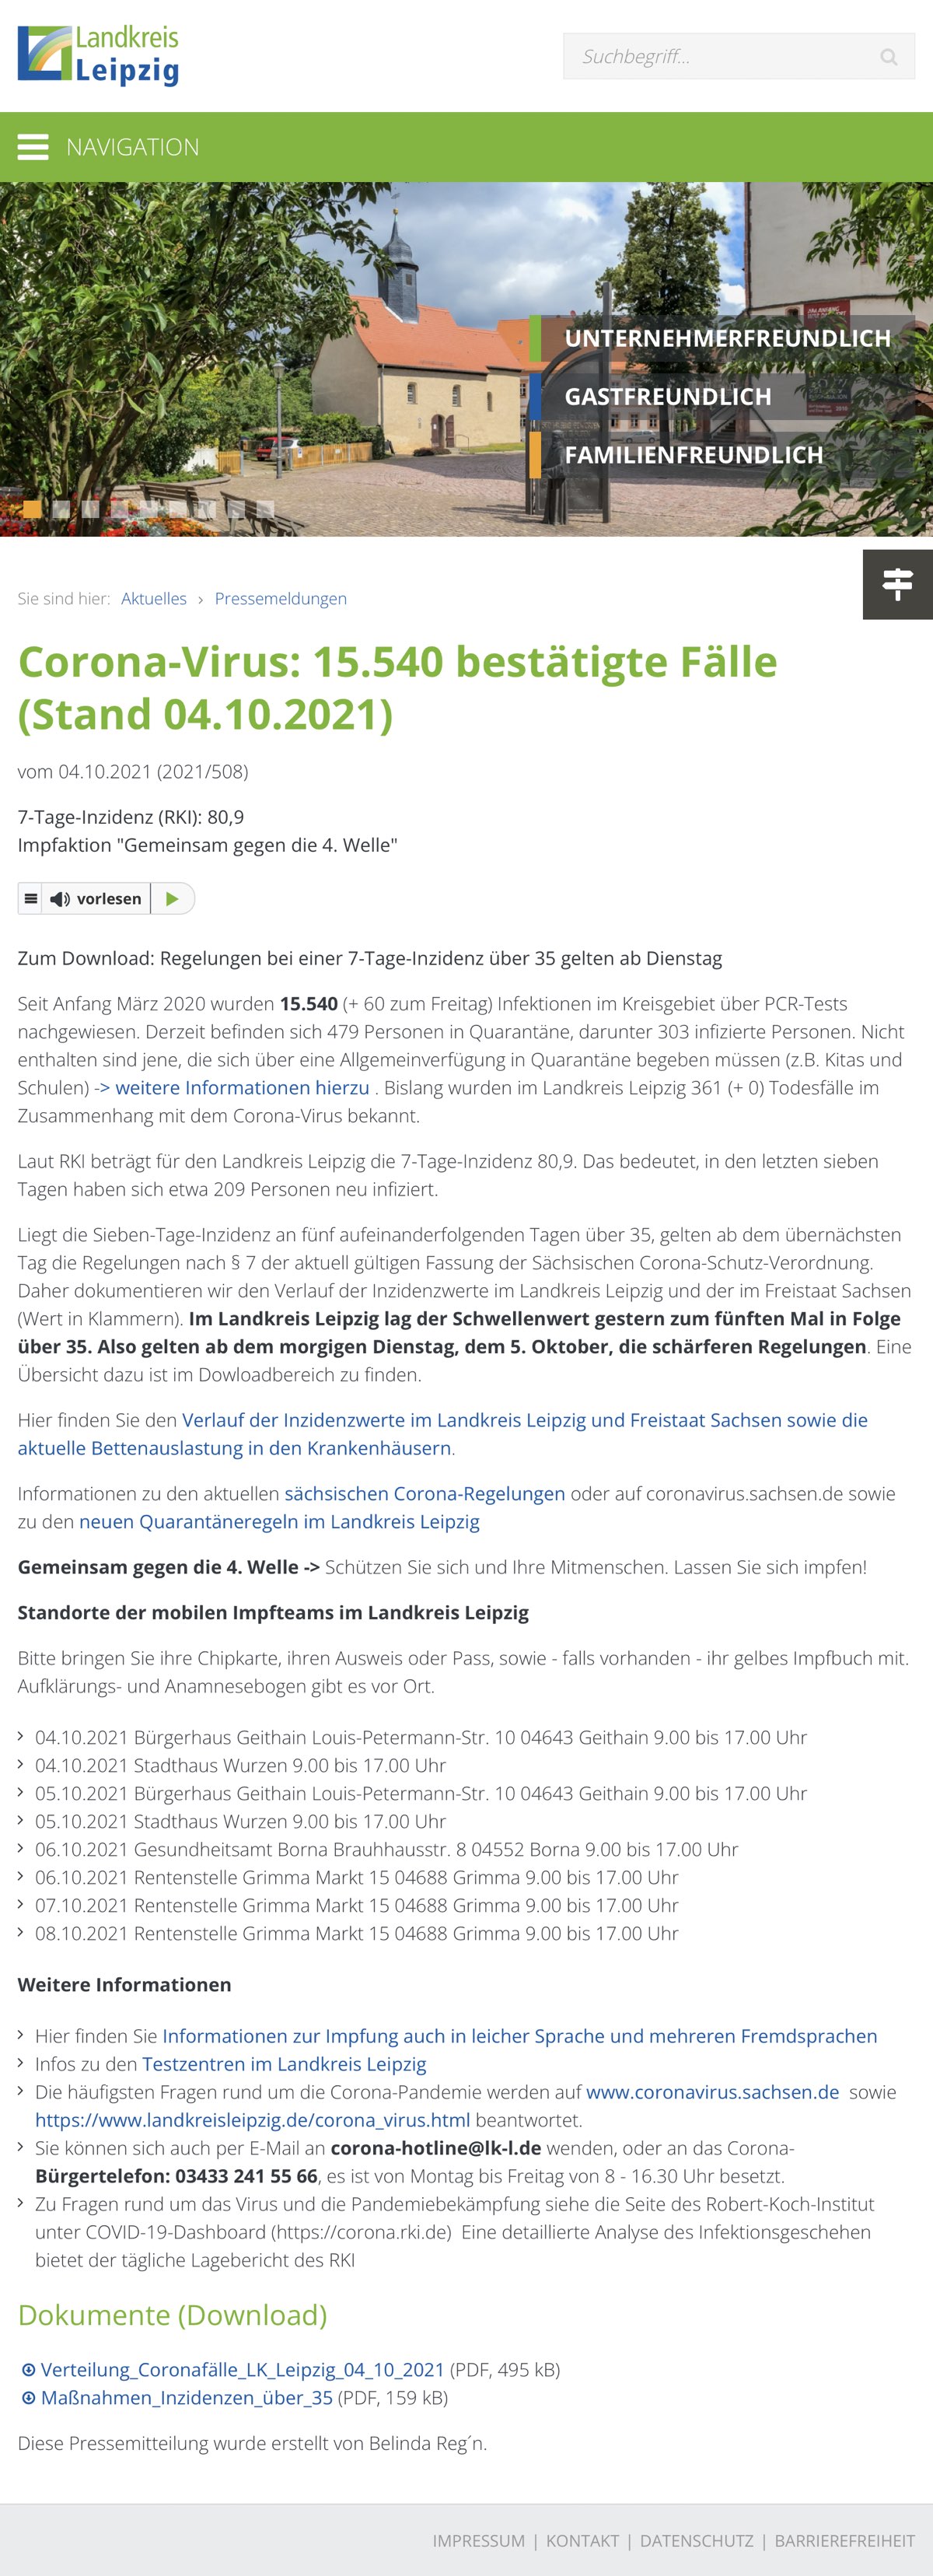 Landkreis
Leipzig
Suchbegriff...
NAVIGATION
UNTERNEHMERFREUNDLICH
GASTFREUNDLICH
FAMILIENFREUNDLICH
Sie sind hier: Aktuelles › Pressemeldungen
Corona-Virus: 15.540 bestätigte Fälle
(Stand 04.10.2021)
vom 04.10.2021 (2021/508)
7-Tage-Inzidenz (RKI): 80,9
Impfaktion "Gemeinsam gegen die 4. Welle"
vorlesen
Zum Download: Regelungen bei einer 7-Tage-Inzidenz über 35 gelten ab Dienstag
Seit Anfang März 2020 wurden 15.540 (+ 60 zum Freitag) Infektionen im Kreisgebiet über PCR-Tests
nachgewiesen. Derzeit befinden sich 479 Personen in Quarantäne, darunter 303 infizierte Personen. Nicht
enthalten sind jene, die sich über eine Allgemeinverfügung in Quarantäne begeben müssen (z.B. Kitas und
Schulen) -> weitere Informationen hierzu . Bislang wurden im Landkreis Leipzig 361 (+ 0) Todesfälle im
Zusammenhang mit dem Corona-Virus bekannt.
Laut RKI beträgt für den Landkreis Leipzig die 7-Tage-Inzidenz 80,9. Das bedeutet, in den letzten sieben
Tagen haben sich etwa 209 Personen neu infiziert.
Liegt die Sieben-Tage-Inzidenz an fünf aufeinanderfolgenden Tagen über 35, gelten ab dem übernächsten
Tag die Regelungen nach § 7 der aktuell gültigen Fassung der Sächsischen Corona-Schutz-Verordnung.
Daher dokumentieren wir den Verlauf der Inzidenzwerte im Landkreis Leipzig und der im Freistaat Sachsen
(Wert in Klammern). Im Landkreis Leipzig lag der Schwellenwert gestern zum fünften Mal in Folge
über 35. Also gelten ab dem morgigen Dienstag, dem 5. Oktober, die schärferen Regelungen. Eine
Übersicht dazu ist im Dowloadbereich zu finden.
Hier finden Sie den Verlauf der Inzidenzwerte im Landkreis Leipzig und Freistaat Sachsen sowie die
aktuelle Bettenauslastung in den Krankenhäusern.
Informationen zu den aktuellen sächsischen Corona-Regelungen oder auf coronavirus.sachsen.de sowie
zu den neuen Quarantäneregeln im Landkreis Leipzig
Gemeinsam gegen die 4. Welle -> Schützen Sie sich und Ihre Mitmenschen. Lassen Sie sich impfen!
Standorte der mobilen Impfteams im Landkreis Leipzig
Bitte bringen Sie ihre Chipkarte, ihren Ausweis oder Pass, sowie - falls vorhanden - ihr gelbes Impfbuch mit.
Aufklärungs- und Anamnesebogen gibt es vor Ort.
04.10.2021 Bürgerhaus Geithain Louis-Petermann-Str. 10 04643 Geithain 9.00 bis 17.00 Uhr
04.10.2021 Stadthaus Wurzen 9.00 bis 17.00 Uhr
05.10.2021 Bürgerhaus Geithain Louis-Petermann-Str. 10 04643 Geithain 9.00 bis 17.00 Uhr
05.10.2021 Stadthaus Wurzen 9.00 bis 17.00 Uhr
06.10.2021 Gesundheitsamt Borna Brauhhausstr. 8 04552 Borna 9.00 bis 17.00 Uhr
06.10.2021 Rentenstelle Grimma Markt 15 04688 Grimma 9.00 bis 17.00 Uhr
07.10.2021 Rentenstelle Grimma Markt 15 04688 Grimma 9.00 bis 17.00 Uhr
08.10.2021 Rentenstelle Grimma Markt 15 04688 Grimma 9.00 bis 17.00 Uhr
Weitere Informationen
Hier finden Sie Informationen zur Impfung auch in leicher Sprache und mehreren Fremdsprachen
Infos zu den Testzentren im Landkreis Leipzig
Die häufigsten Fragen rund um die Corona-Pandemie werden auf www.coronavirus.sachsen.de sowie
https://www.landkreisleipzig.de/corona_virus.html beantwortet.
Sie können sich auch per E-Mail an corona-hotline@lk-l.de wenden, oder an das Corona-
Bürgertelefon: 03433 241 55 66, es ist von Montag bis Freitag von 8 - 16.30 Uhr besetzt.
Zu Fragen rund um das Virus und die Pandemiebekämpfung siehe die Seite des Robert-Koch-Institut
unter COVID-19-Dashboard (https://corona.rki.de) Eine detaillierte Analyse des Infektionsgeschehen
bietet der tägliche Lagebericht des RKI
Dokumente (Download)
Verteilung_Coronafälle_LK_Leipzig_04_10_2021 (PDF, 495 kB)
Maßnahmen_Inzidenzen_über_35 (PDF, 159 kB)
Diese Pressemitteilung wurde erstellt von Belinda Reg´n.
IMPRESSUM | KONTAKT | DATENSCHUTZ | BARRIEREFREIHEIT